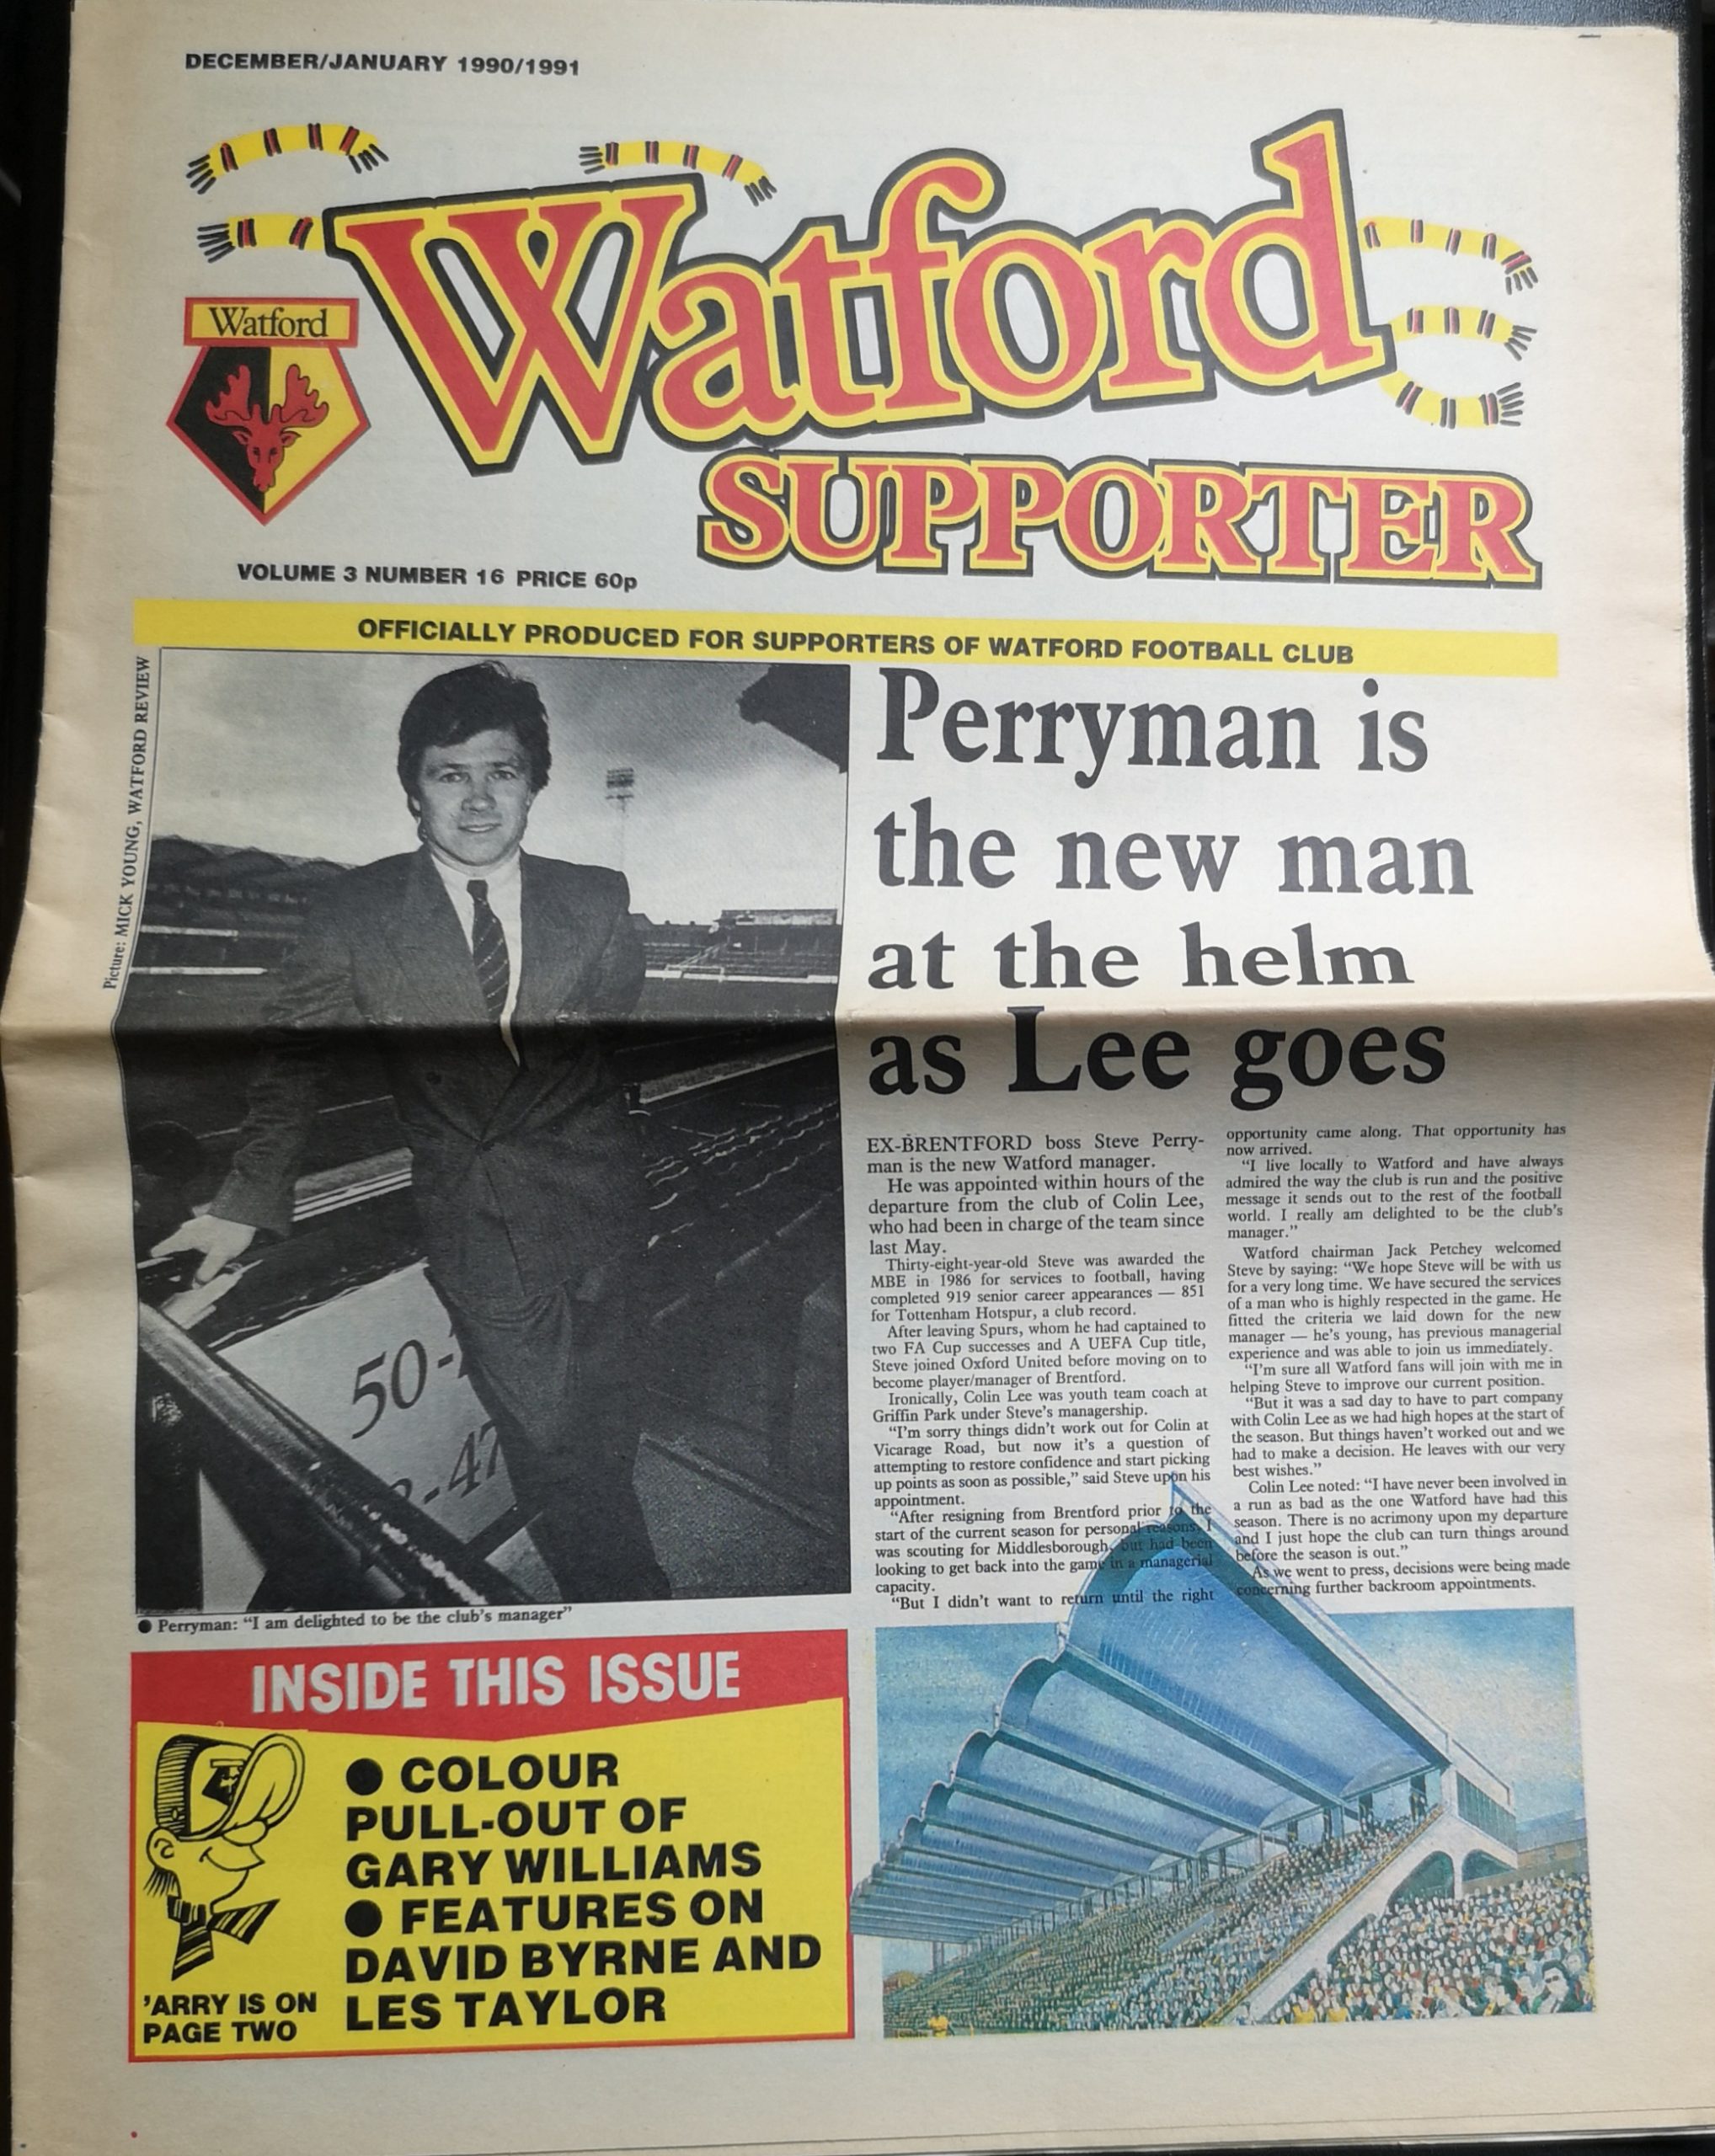 DECEMBER/JANUARY 1990/1991
Watford
Watford
SUPPORTER
VOLUME 3 NUMBER 16 PRICE 60p
OFFICIALLY PRODUCED FOR SUPPORTERS OF WATFORD FOOTBALL CLUB
Picture: MICK YOUNG, WATFORD REVIEW
50-
-47
● Perryman: “I am delighted to be the club’s manager”
Perryman is
the new man
at the helm
as Lee goes
EX-BRENTFORD boss Steve Perry-
man is the new Watford manager.
He was appointed within hours of the
departure from the club of Colin Lee,
who had been in charge of the team since
last May.
Thirty-eight-year-old Steve was awarded the
MBE in 1986 for services to football, having
completed 919 senior career appearances — 851
for Tottenham Hotspur, a club record.
After leaving Spurs, whom he had captained to
two FA Cup successes and A UEFA Cup title,
Steve joined Oxford United before moving on to
become player/manager of Brentford.
Ironically, Colin Lee was youth team coach at
Griffin Park under Steve’s managership.
“I’m sorry things didn’t work out for Colin at
Vicarage Road, but now it’s a question of
attempting to restore confidence and start picking
up points as soon as possible,” said Steve upon his
appointment.
“After resigning from Brentford prior to the
start of the current season for personal reasons, I
was scouting for Middlesborough, but had been
looking to get back into the game in a managerial
capacity.
“But I didn’t want to return until the right
opportunity came along. That opportunity has
now arrived.
“I live locally to Watford and have always
admired the way the club is run and the positive
message it sends out to the rest of the football
world. I really am delighted to be the club’s
manager.”
Watford chairman Jack Petchey welcomed
Steve by saying: “We hope Steve will be with us
for a very long time. We have secured the services
of a man who is highly respected in the game. He
fitted the criteria we laid down for the new
manager — he’s young, has previous managerial
experience and was able to join us immediately.
“I’m sure all Watford fans will join with me in
helping Steve to improve our current position.
“But it was a sad day to have to part company
with Colin Lee as we had high hopes at the start of
the season. But things haven’t worked out and we
had to make a decision. He leaves with our very
best wishes.”
Colin Lee noted: “I have never been involved in
a run as bad as the one Watford have had this
season. There is no acrimony upon my departure
and I just hope the club can turn things around
before the season is out.”
As we went to press, decisions were being made
concerning further backroom appointments.
INSIDE THIS ISSUE
● COLOUR
PULL-OUT OF
GARY WILLIAMS
● FEATURES ON
DAVID BYRNE AND
LES TAYLOR
’ARRY IS ON
PAGE TWO